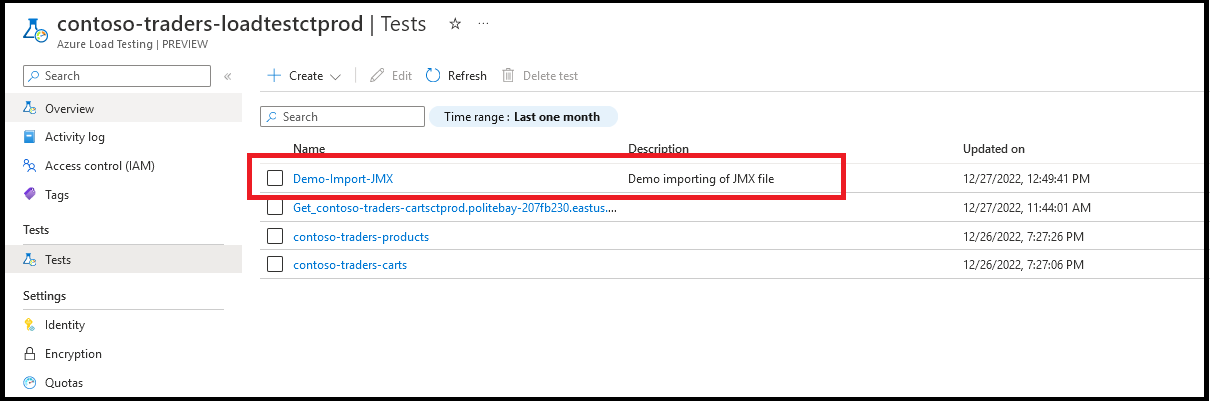 contoso-traders-loadtestctprod | Tests ☆ ...
Azure Load Testing | PREVIEW
Search «
Overview
Activity log
Access control (IAM)
Tags
Tests
Tests
Settings
Identity
Encryption
Quotas
+ Create Edit Refresh Delete test
Search Time range : Last one month
Name Description Updated on
Demo-Import-JMX Demo importing of JMX file 12/27/2022, 12:49:41 PM
Get_contoso-traders-cartsctprod.politebay-207fb230.eastus.... 12/27/2022, 11:44:01 AM
contoso-traders-products 12/26/2022, 7:27:26 PM
contoso-traders-carts 12/26/2022, 7:27:06 PM